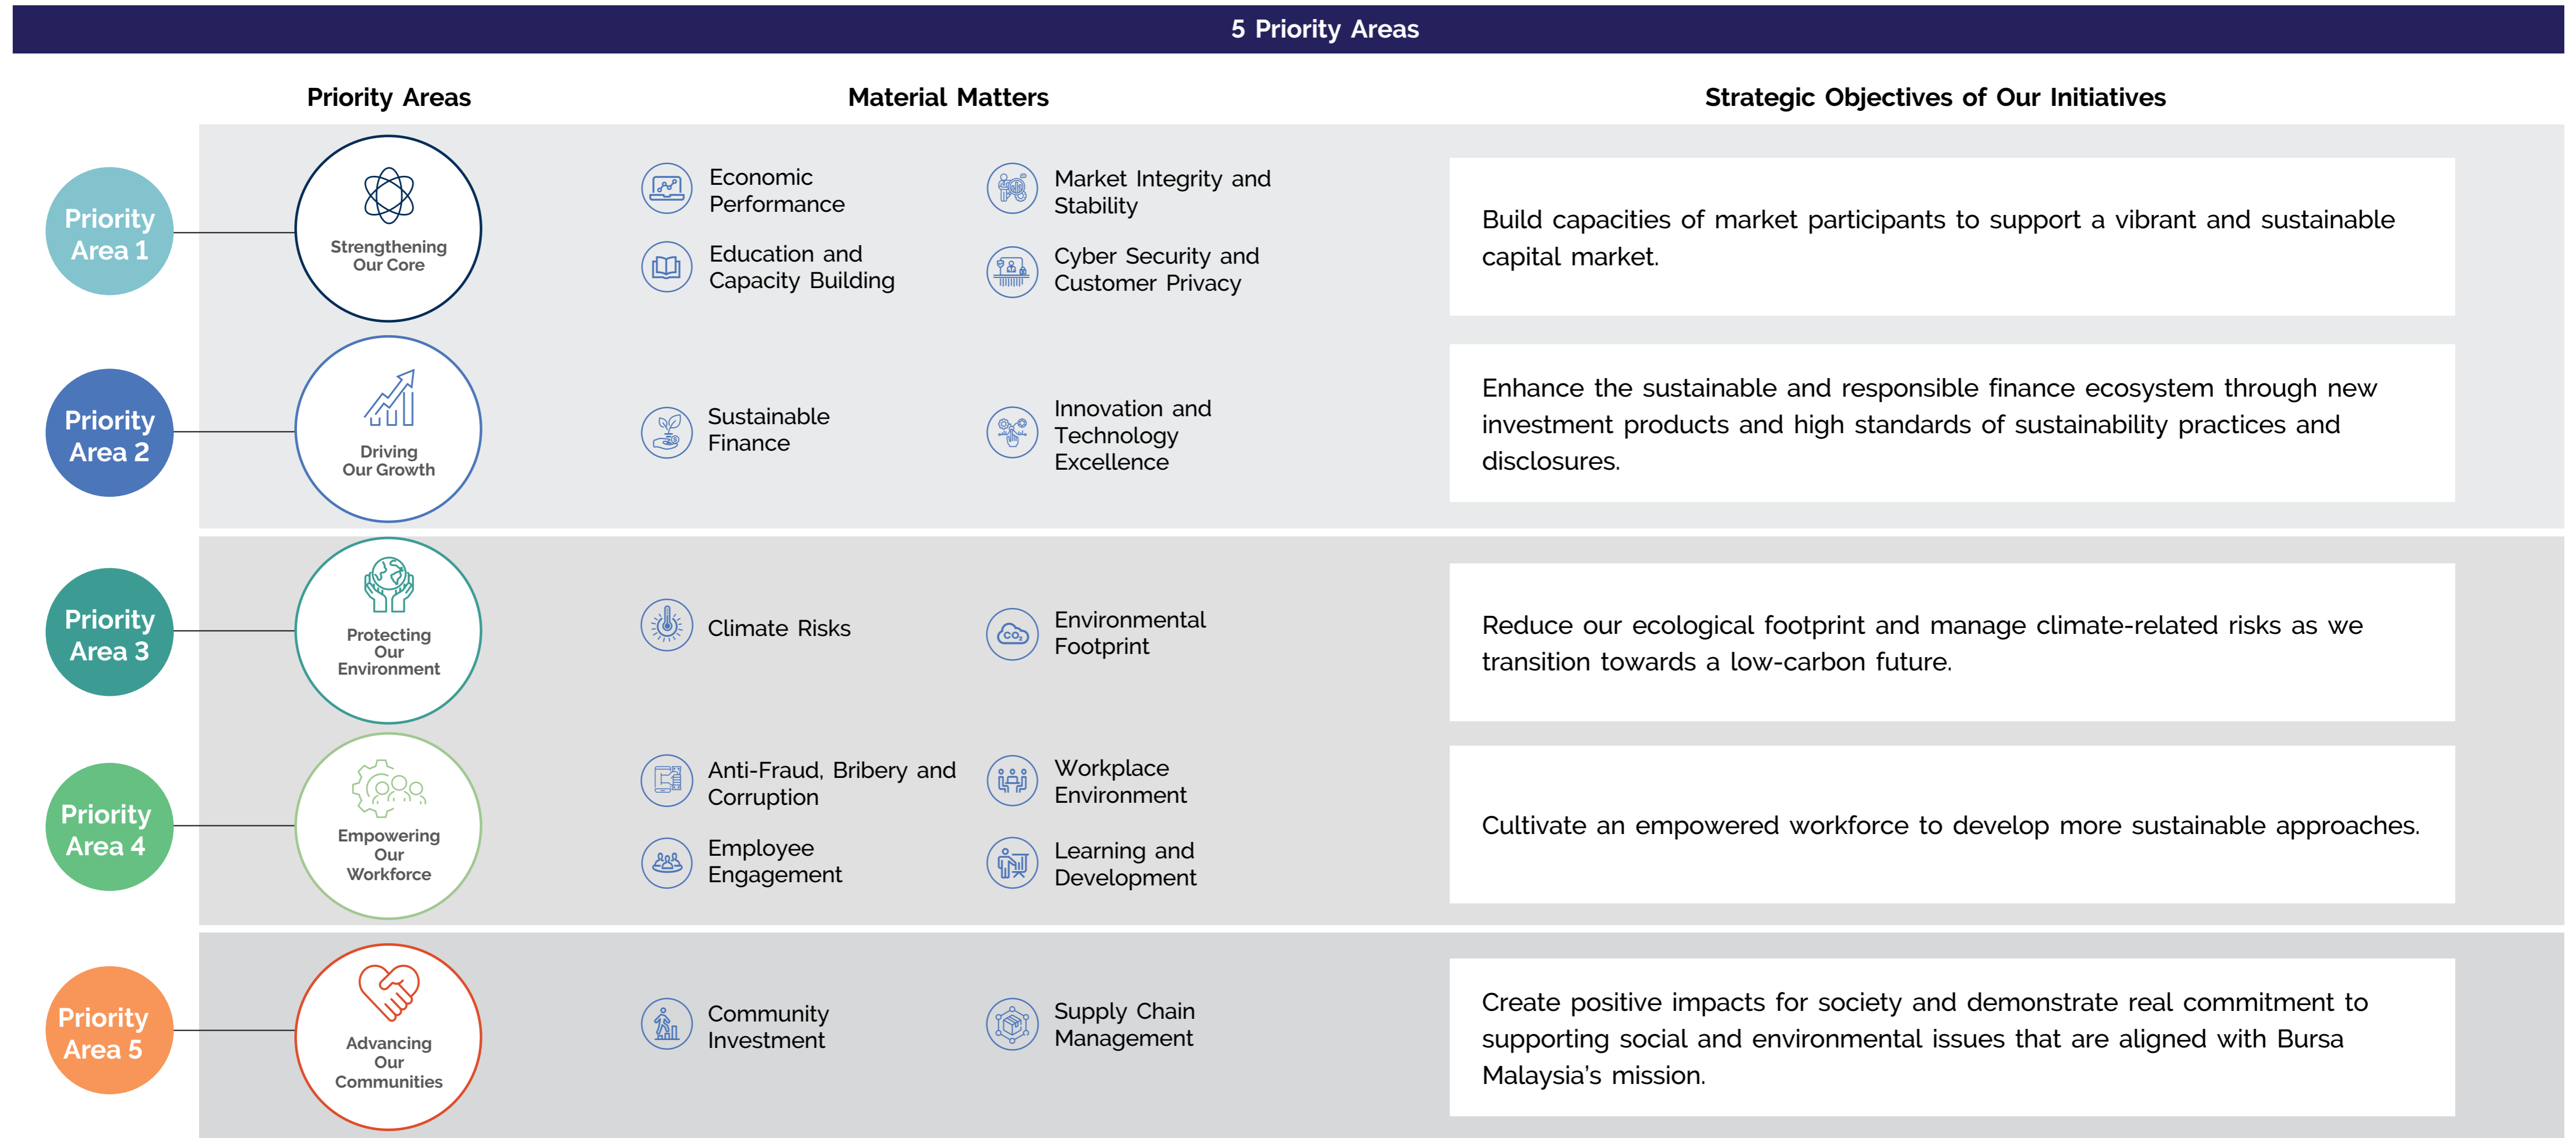 5 Priority Areas
Priority Areas
Material Matters
Strategic Objectives of Our Initiatives
Priority
Area 1
Strengthening
Our Core
Economic
Performance
Education and
Capacity Building
Market Integrity and
Stability
Cyber Security and
Customer Privacy
Build capacities of market participants to support a vibrant and sustainable
capital market.
Priority
Area 2
Driving
Our Growth
Sustainable
Finance
Innovation and
Technology
Excellence
Enhance the sustainable and responsible finance ecosystem through new
investment products and high standards of sustainability practices and
disclosures.
Priority
Area 3
Protecting
Our
Environment
Climate Risks
CO₂
Environmental
Footprint
Reduce our ecological footprint and manage climate-related risks as we
transition towards a low-carbon future.
Priority
Area 4
Empowering
Our
Workforce
Anti-Fraud, Bribery and
Corruption
Employee
Engagement
Workplace
Environment
Learning and
Development
Cultivate an empowered workforce to develop more sustainable approaches.
Priority
Area 5
Advancing
Our
Communities
Community
Investment
Supply Chain
Management
Create positive impacts for society and demonstrate real commitment to
supporting social and environmental issues that are aligned with Bursa
Malaysia’s mission.